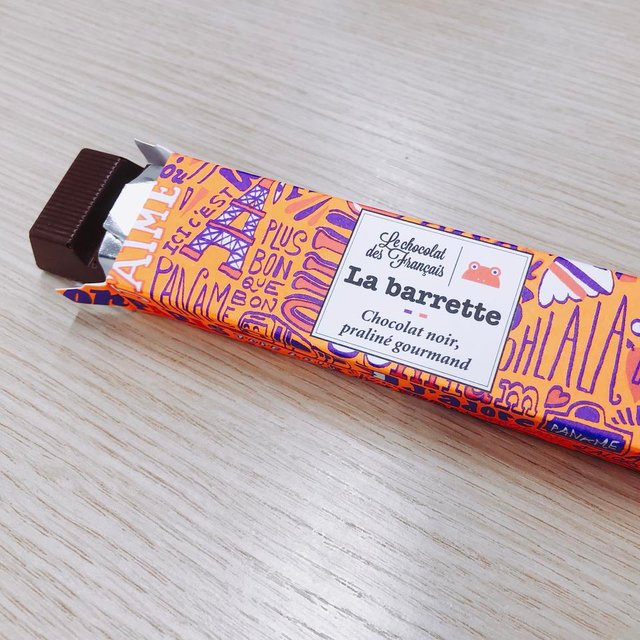 Le chocolat
des Français
La barrette
Chocolat noir,
praliné gourmand
AIME
ICI C'EST
PANAME
PLUS
BON
QUE
BON
OHLALA
PANAME